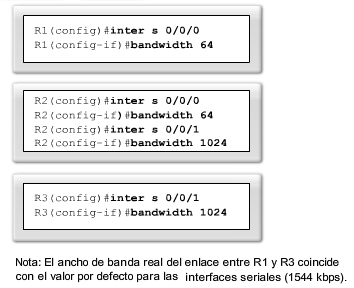 R1(config)#inter s 0/0/0
R1(config-if)#bandwidth 64
R2(config)#inter s 0/0/0
R2(config-if)#bandwidth 64
R2(config)#inter s 0/0/1
R2(config-if)#bandwidth 1024
R3(config)#inter s 0/0/1
R3(config-if)#bandwidth 1024
Nota: El ancho de banda real del enlace entre R1 y R3 coincide
con el valor por defecto para las interfaces seriales (1544 kbps).